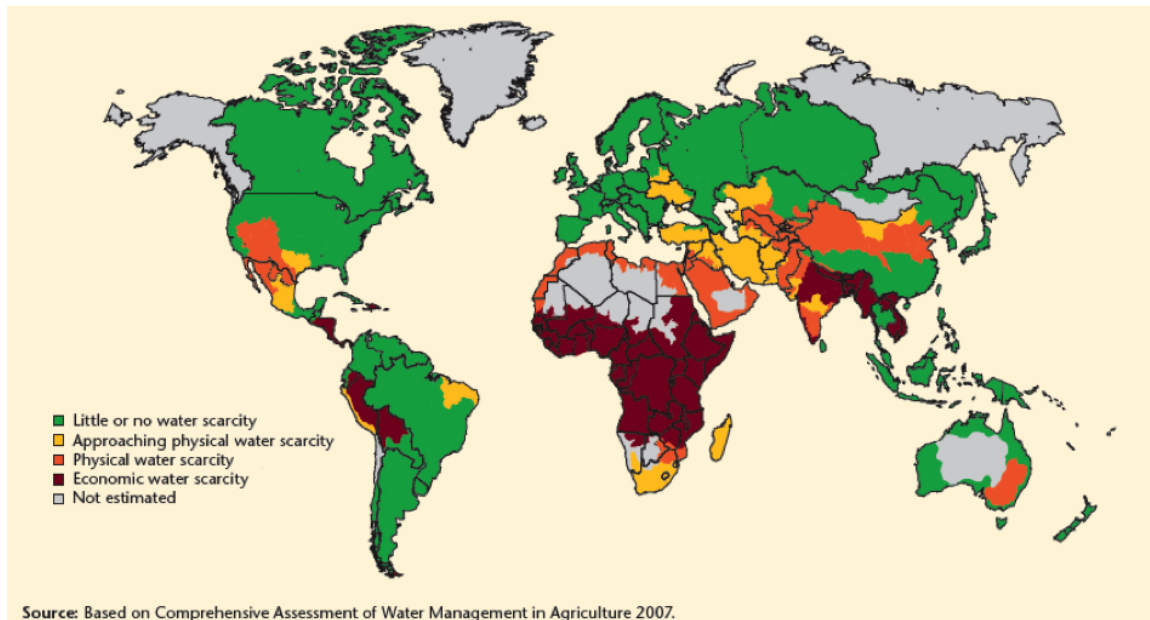 Little or no water scarcity
Approaching physical water scarcity
Physical water scarcity
Economic water scarcity
Not estimated
Source: Based on Comprehensive Assessment of Water Management in Agriculture 2007.